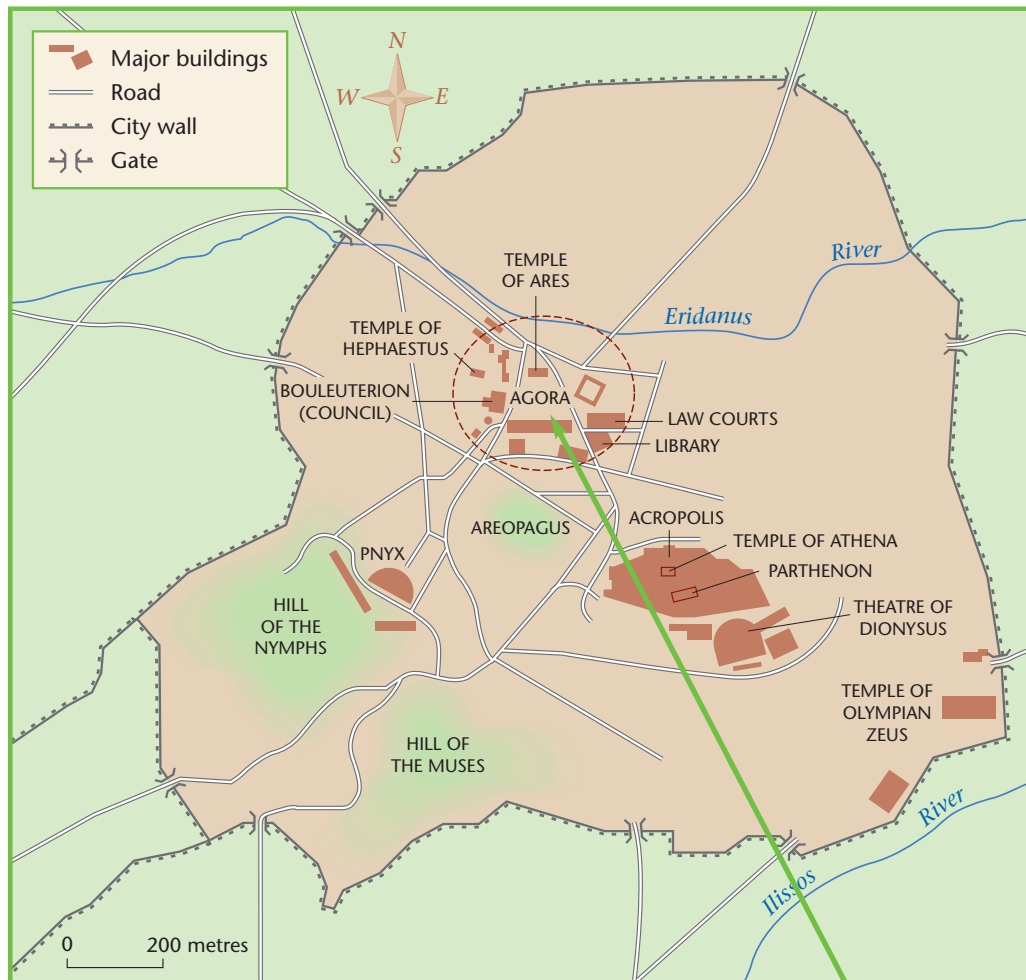 Major buildings
Road
City wall
Gate
N
W
E
S
TEMPLE
OF ARES
River
Eridanus
TEMPLE OF
HEPHAESTUS
BOULEUTERION
(COUNCIL)
AGORA
LAW COURTS
LIBRARY
AREOPAGUS
ACROPOLIS
TEMPLE OF ATHENA
PARTHENON
PNYX
THEATRE OF
DIONYSUS
HILL
OF THE
NYMPHS
TEMPLE OF
OLYMPIAN
ZEUS
HILL OF
THE MUSES
River
Ilissos
0 200 metres